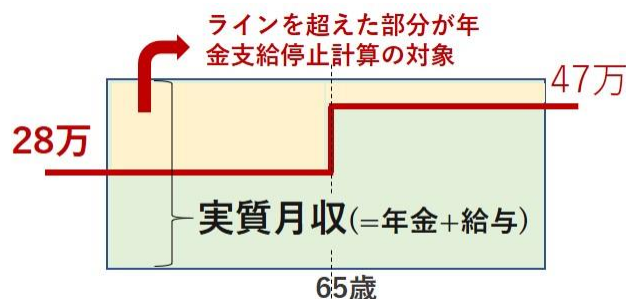 ラインを超えた部分が年
金支給停止計算の対象
47万
28万
実質月収(=年金+給与)
65歳